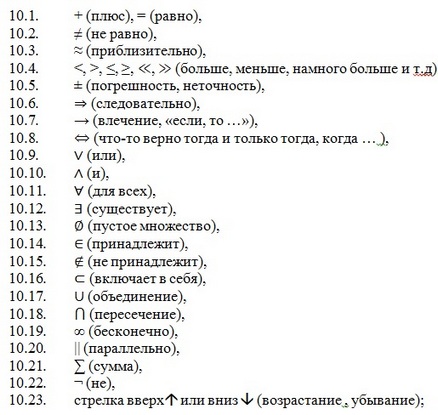 10.1. + (плюс), = (равно),
10.2. ≠ (не равно),
10.3. ≈ (приблизительно),
10.4. <, >, ≤, ≥, ≪, ≫ (больше, меньше, намного больше и т.д)
10.5. ± (погрешность, неточность),
10.6. ⇒ (следовательно),
10.7. → (влечение, «если, то …»),
10.8. ⇔ (что-то верно тогда и только тогда, когда … ),
10.9. ∨ (или),
10.10. ∧ (и),
10.11. ∀ (для всех),
10.12. ∃ (существует),
10.13. ∅ (пустое множество),
10.14. ∈ (принадлежит),
10.15. ∉ (не принадлежит),
10.16. ⊂ (включает в себя),
10.17. ∪ (объединение),
10.18. ⋂ (пересечение),
10.19. ∞ (бесконечно),
10.20. || (параллельно),
10.21. ∑ (сумма),
10.22. ¬ (не),
10.23. стрелка вверх↑ или вниз ↓ (возрастание , убывание);